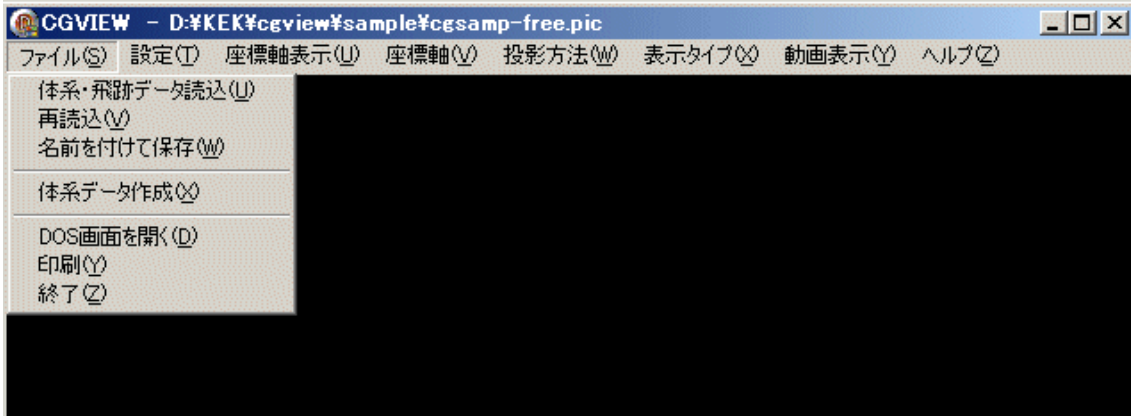 CGVIEW - D:¥KEK¥cgview¥sample¥cgsamp-free.pic
ファイル(S) 設定(T) 座標軸表示(U) 座標軸(V) 投影方法(W) 表示タイプ(X) 動画表示(Y) ヘルプ(Z)
体系・飛跡データ読込(U)
再読込(V)
名前を付けて保存(W)
体系データ作成(X)
DOS画面を開く(D)
印刷(Y)
終了(Z)